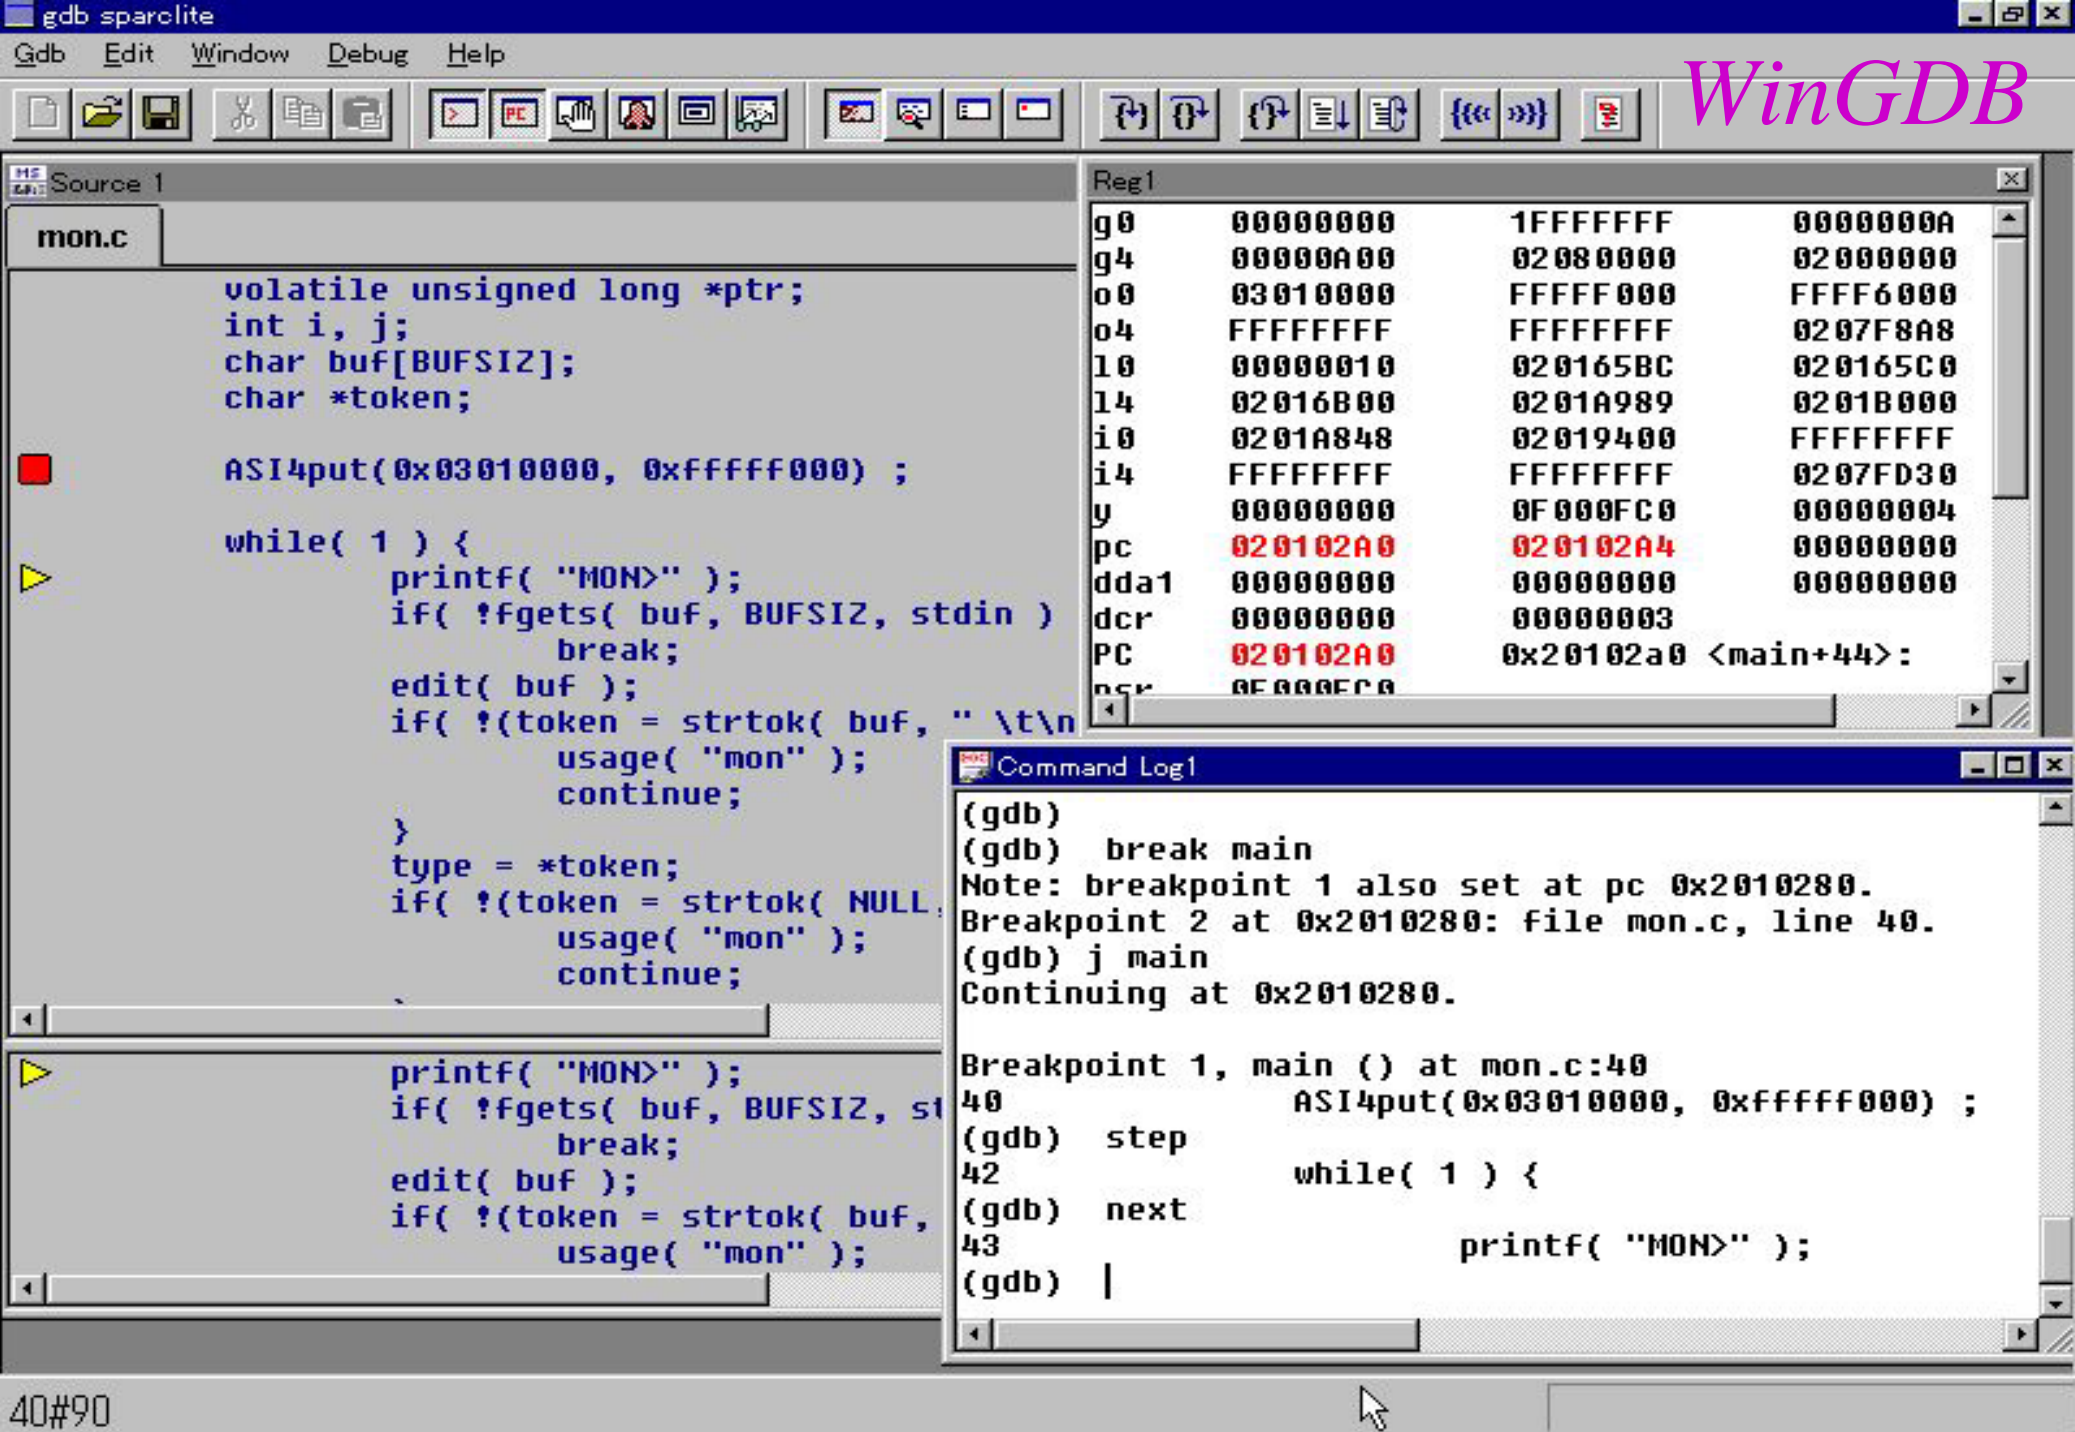 gdb sparclite
Gdb Edit Window Debug Help
WinGDB
Source 1
mon.c
volatile unsigned long *ptr;
int i, j;
char buf[BUFSIZ];
char *token;
ASI4put(0x03010000, 0xfffff000) ;
while( 1 ) {
printf( "MON>" );
if( !fgets( buf, BUFSIZ, stdin )
break;
edit( buf );
if( !(token = strtok( buf, " \t\n
usage( "mon" );
continue;
}
type = *token;
if( !(token = strtok( NULL,
usage( "mon" );
continue;
printf( "MON>" );
if( !fgets( buf, BUFSIZ, st
break;
edit( buf );
if( !(token = strtok( buf,
usage( "mon" );
Reg1
g0 00000000 1FFFFFFF 0000000A
g4 00000A00 02080000 02000000
o0 03010000 FFFFF000 FFFF6000
o4 FFFFFFFF FFFFFFFF 0207F8A8
l0 00000010 020165BC 020165C0
l4 02016B00 0201A989 0201B000
i0 0201A848 02019400 FFFFFFFF
i4 FFFFFFFF FFFFFFFF 0207FD30
y 00000000 0F000FC0 00000004
pc 020102A0 020102A4 00000000
dda1 00000000 00000000 00000000
dcr 00000000 00000003
PC 020102A0 0x20102a0 <main+44>:
psr 0F000FC0
Command Log1
(gdb)
(gdb) break main
Note: breakpoint 1 also set at pc 0x2010280.
Breakpoint 2 at 0x2010280: file mon.c, line 40.
(gdb) j main
Continuing at 0x2010280.
Breakpoint 1, main () at mon.c:40
40 ASI4put(0x03010000, 0xfffff000) ;
(gdb) step
42 while( 1 ) {
(gdb) next
43 printf( "MON>" );
(gdb)
40#90